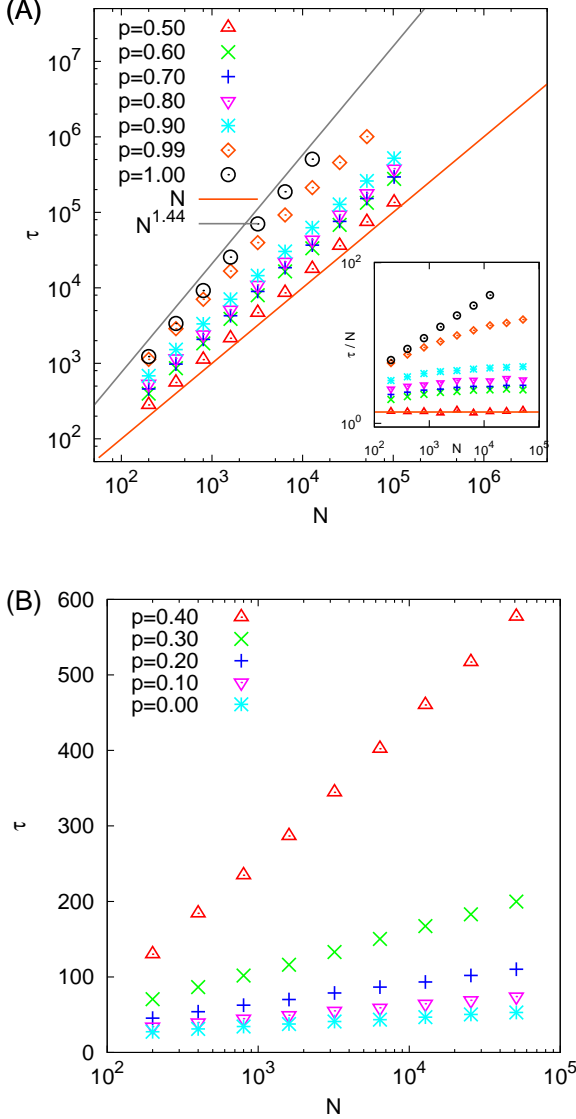 (A)
p=0.50
p=0.60
p=0.70
p=0.80
p=0.90
p=0.99
p=1.00
N
N^1.44
10^7
10^6
10^5
10^4
10^3
10^2
τ
10^2 10^3 10^4 10^5 10^6
N
10^2
10^0
τ / N
10^2 10^3 N 10^4 10^5
(B)
600
500
400
300
200
100
0
p=0.40
p=0.30
p=0.20
p=0.10
p=0.00
τ
10^2 10^3 10^4 10^5
N